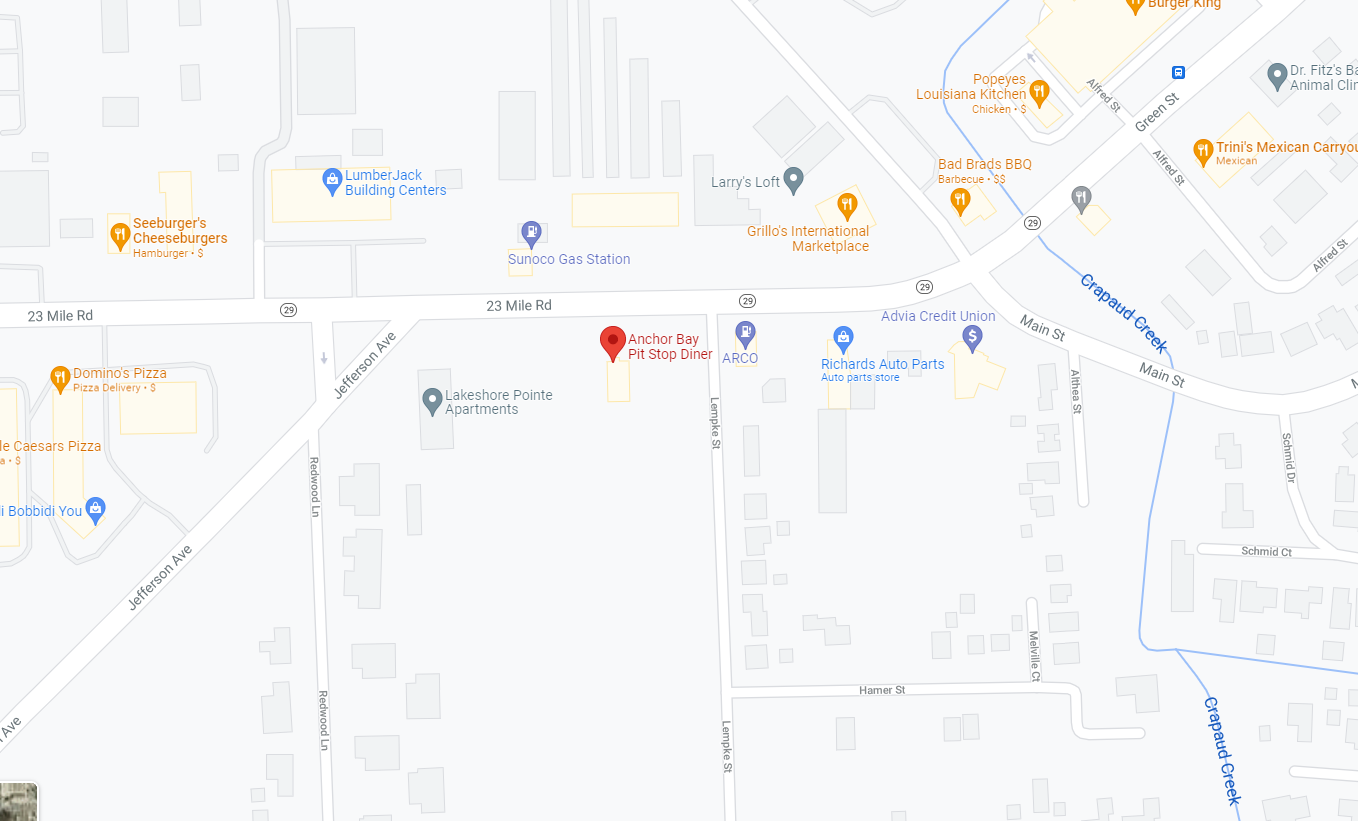 Burger King
Popeyes
Louisiana Kitchen
Chicken • $
Alfred St
Green St
Dr. Fitz's Ba
Animal Clin
Trini's Mexican Carryou
Mexican
Alfred St
Alfred St
Bad Brads BBQ
Barbecue • $$
Larry's Loft
LumberJack
Building Centers
Seeburger's
Cheeseburgers
Hamburger • $
Grillo's International
Marketplace
Sunoco Gas Station
29
29
29
29
23 Mile Rd
23 Mile Rd
Crapaud Creek
Anchor Bay
Pit Stop Diner
ARCO
Advia Credit Union
Richards Auto Parts
Auto parts store
Main St
Main St
Jefferson Ave
Domino's Pizza
Pizza Delivery • $
Lakeshore Pointe
Apartments
Lempke St
Althea St
le Caesars Pizza
a • $
Redwood Ln
Schmid Dr
i Bobbidi You
Jefferson Ave
Schmid Ct
Melville Ct
Hamer St
Redwood Ln
Lempke St
Ave
Crapaud Creek